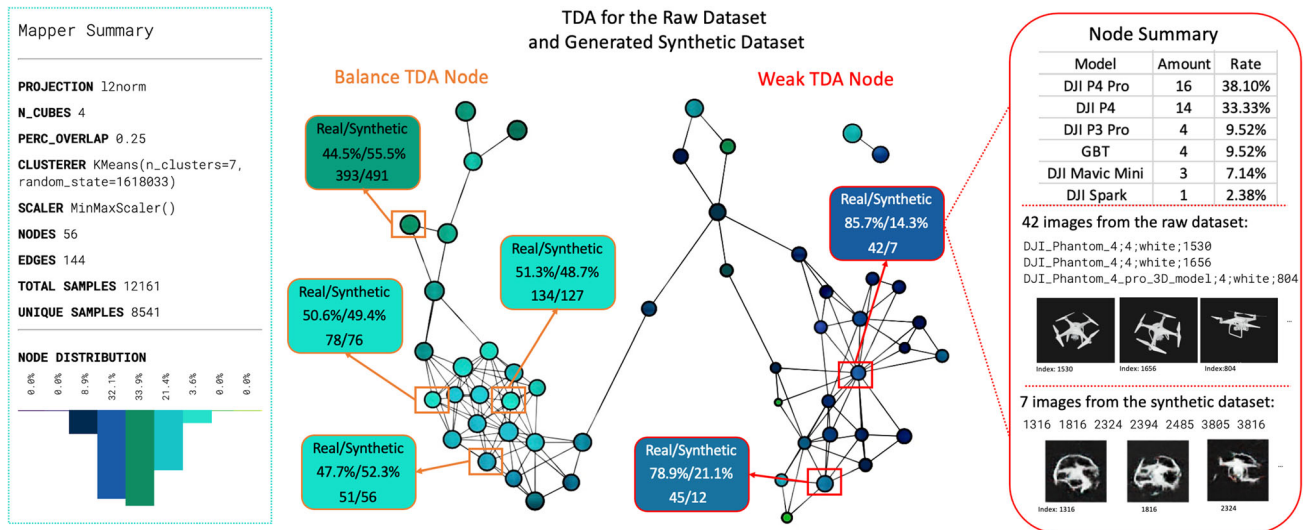 TDA for the Raw Dataset
and Generated Synthetic Dataset
Mapper Summary
PROJECTION l2norm
N_CUBES 4
PERC_OVERLAP 0.25
CLUSTERER KMeans(n_clusters=7,
random_state=1618033)
SCALER MinMaxScaler()
NODES 56
EDGES 144
TOTAL SAMPLES 12161
UNIQUE SAMPLES 8541
NODE DISTRIBUTION
0.0%
0.0%
8.9%
32.1%
33.9%
21.4%
3.6%
0.0%
0.0%
Balance TDA Node
Real/Synthetic
44.5%/55.5%
393/491
Real/Synthetic
51.3%/48.7%
134/127
Real/Synthetic
50.6%/49.4%
78/76
Real/Synthetic
47.7%/52.3%
51/56
Weak TDA Node
Real/Synthetic
85.7%/14.3%
42/7
Real/Synthetic
78.9%/21.1%
45/12
Node Summary
Model Amount Rate
DJI P4 Pro 16 38.10%
DJI P4 14 33.33%
DJI P3 Pro 4 9.52%
GBT 4 9.52%
DJI Mavic Mini 3 7.14%
DJI Spark 1 2.38%
42 images from the raw dataset:
DJI_Phantom_4;4;white;1530
DJI_Phantom_4;4;white;1656
DJI_Phantom_4_pro_3D_model;4;white;804
...
Index: 1530 Index: 1656 Index:804
7 images from the synthetic dataset:
1316 1816 2324 2394 2485 3805 3816
...
Index: 1316 1816 2324